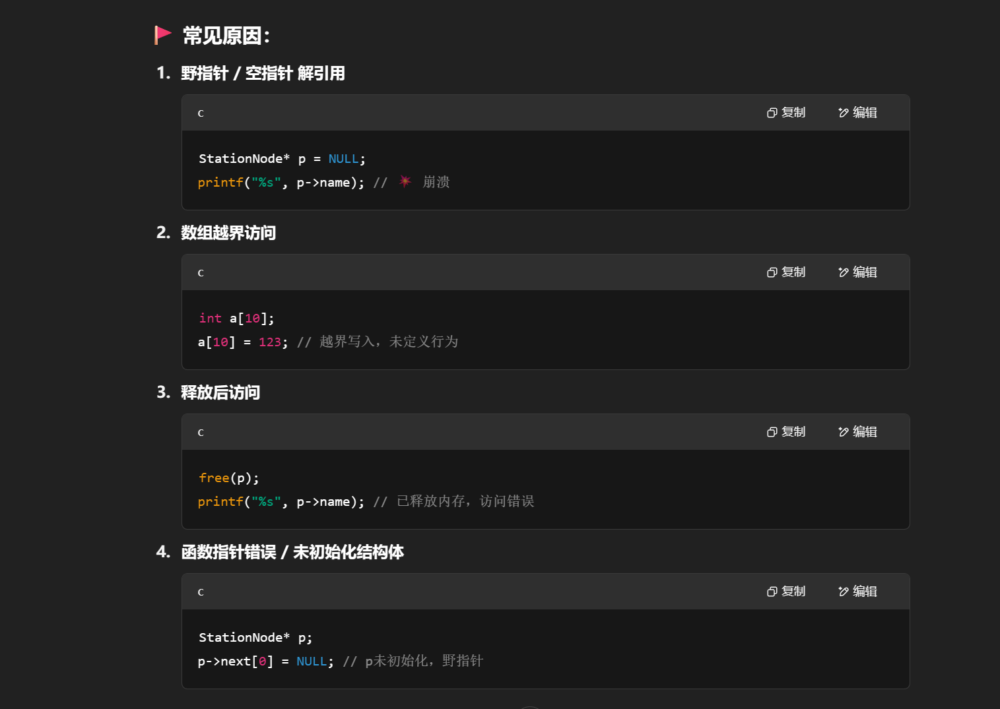 🚩 常见原因：
1. 野指针 / 空指针 解引用
c 复制 编辑
StationNode* p = NULL;
printf("%s", p->name); // 💥 崩溃
2. 数组越界访问
c 复制 编辑
int a[10];
a[10] = 123; // 越界写入，未定义行为
3. 释放后访问
c 复制 编辑
free(p);
printf("%s", p->name); // 已释放内存，访问错误
4. 函数指针错误 / 未初始化结构体
c 复制 编辑
StationNode* p;
p->next[0] = NULL; // p未初始化，野指针